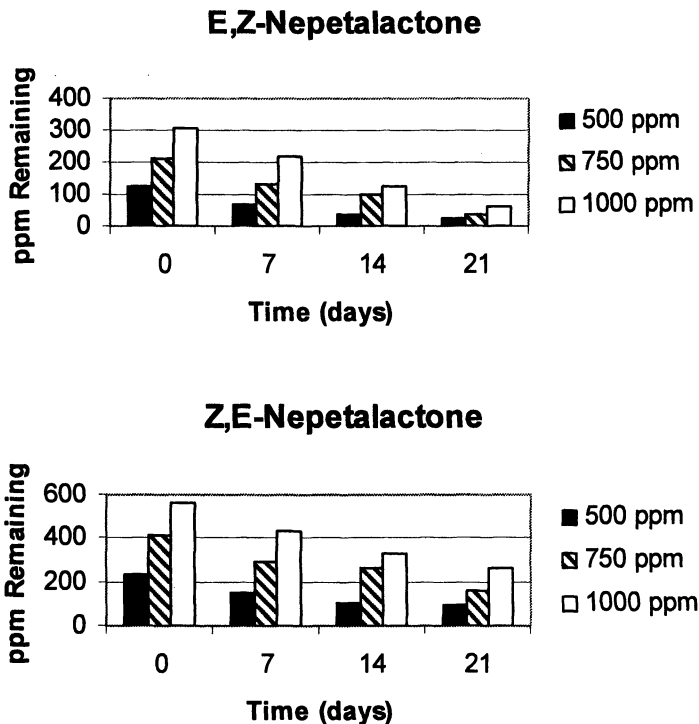 E,Z-Nepetalactone
ppm Remaining
400
300
200
100
0
0 7 14 21
Time (days)
500 ppm
750 ppm
1000 ppm
Z,E-Nepetalactone
ppm Remaining
600
400
200
0
0 7 14 21
Time (days)
500 ppm
750 ppm
1000 ppm